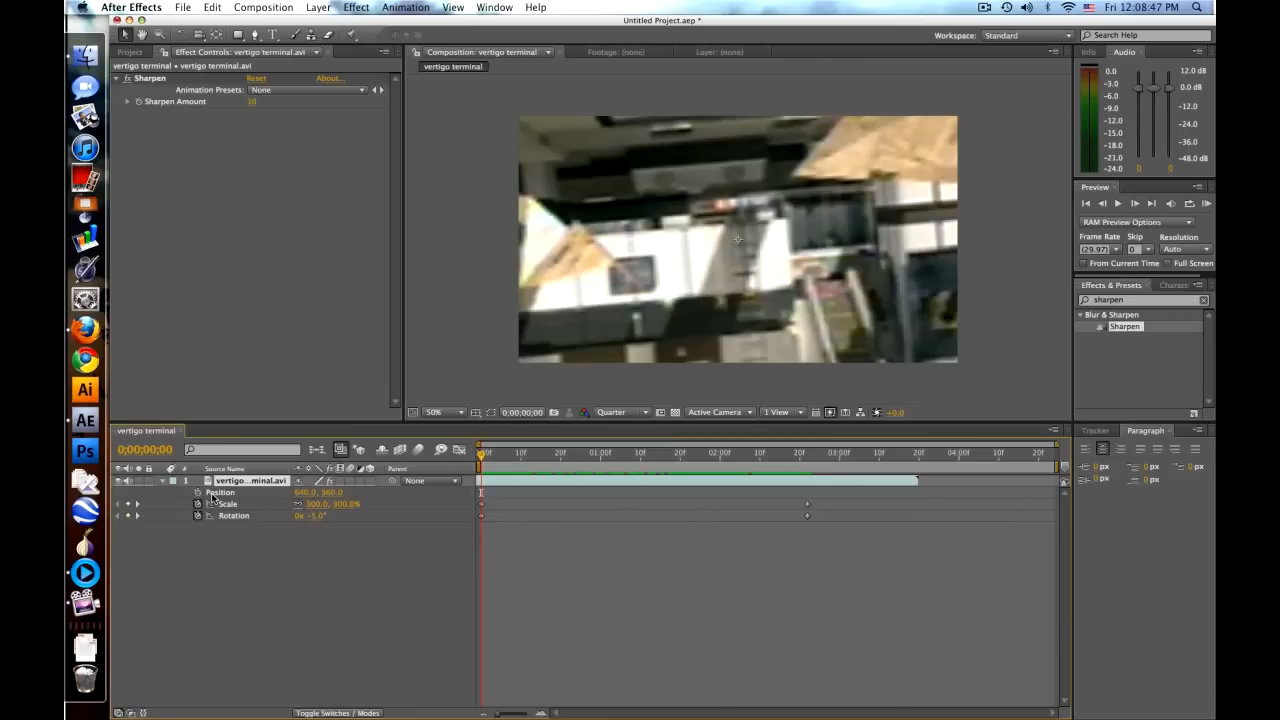 After Effects File Edit Composition Layer Effect Animation View Window Help Fri 12:08:47 PM
Untitled Project.aep *
Workspace: Standard Search Help
Project Effect Controls: vertigo terminal.avi Composition: vertigo terminal Footage: (none) Layer: (none) Info Audio
vertigo terminal • vertigo terminal.avi vertigo terminal
fx Sharpen Reset About...
Animation Presets: None
Sharpen Amount 10
0.0 12.0 dB
-3.0 0.0 dB
-6.0
-9.0 -12.0
-12.0 -24.0
-15.0
-18.0 -36.0
-21.0
-24.0 -48.0 dB
0 0
Preview
RAM Preview Options
Frame Rate Skip Resolution
(29.97) 0 Auto
From Current Time Full Screen
Effects & Presets Charac
sharpen
Blur & Sharpen
Sharpen
50% 0;00;00;00 Quarter Active Camera 1 View +0.0
vertigo terminal Tracker Paragraph
0;00;00;00 10f 20f 01:00f 10f 20f 02:00f 10f 20f 03:00f 10f 20f 04:00f 10f 20f
0 px 0 px
0 px 0 px
0 px
# Source Name Parent
1 vertigo...minal.avi fx None
Position 640.0, 360.0
Scale 300.0, 300.0%
Rotation 0x -5.0°
Toggle Switches / Modes
Ai
AE
Ps